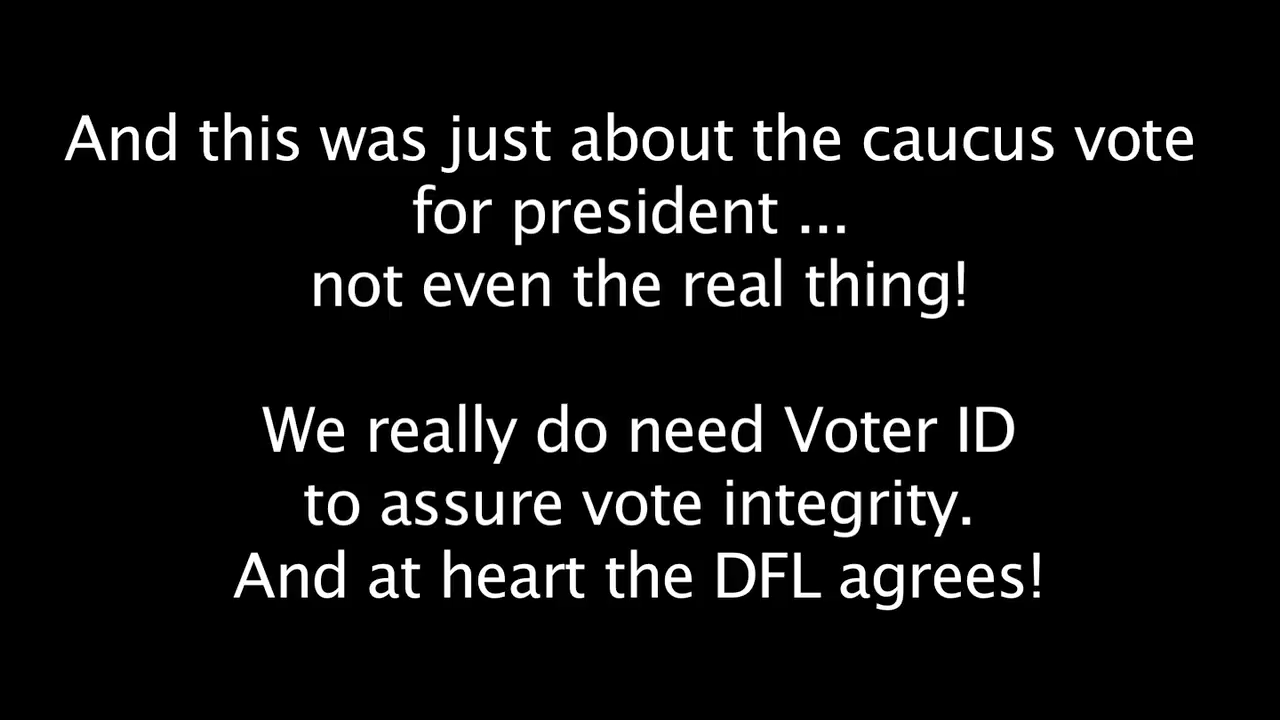 And this was just about the caucus vote
for president ...
not even the real thing!
We really do need Voter ID
to assure vote integrity.
And at heart the DFL agrees!